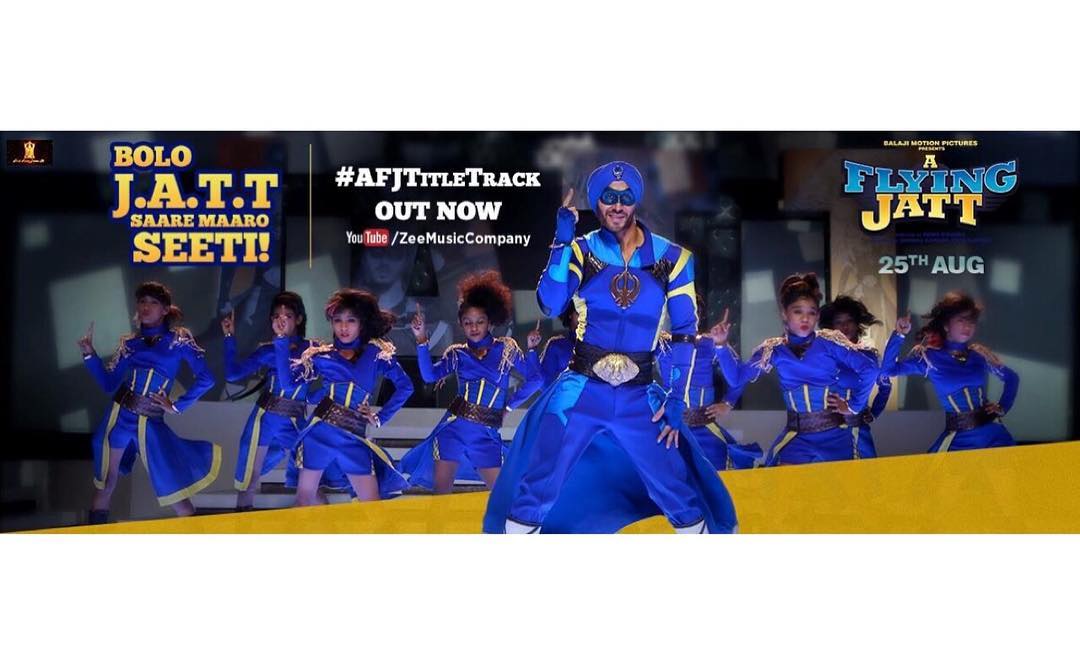 BOLO
J.A.T.T
SAARE MAARO
SEETI!
#AFJTITLETRACK
OUT NOW
YouTube /ZeeMusicCompany
BALAJI MOTION PICTURES
PRESENTS
A
FLYING
JATT
25TH AUG